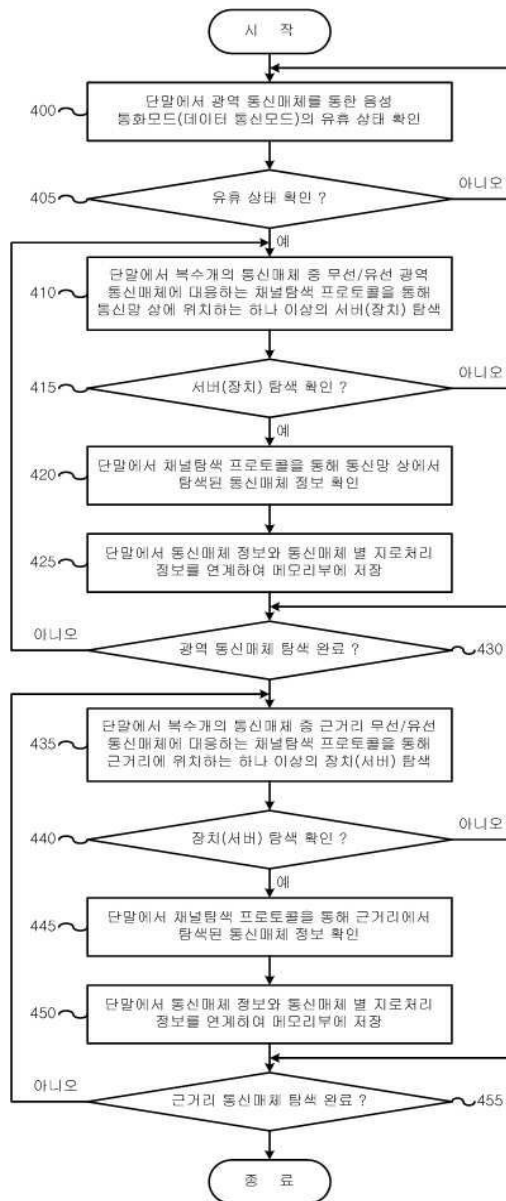 시 작
400
단말에서 광역 통신매체를 통한 음성
통화모드(데이터 통신모드)의 유휴 상태 확인
405
유휴 상태 확인 ?
아니오
예
410
단말에서 복수개의 통신매체 중 무선/유선 광역
통신매체에 대응하는 채널탐색 프로토콜을 통해
통신망 상에 위치하는 하나 이상의 서버(장치) 탐색
415
서버(장치) 탐색 확인 ?
아니오
예
420
단말에서 채널탐색 프로토콜을 통해 통신망 상에서
탐색된 통신매체 정보 확인
425
단말에서 통신매체 정보와 통신매체 별 지로처리
정보를 연계하여 메모리부에 저장
아니오
광역 통신매체 탐색 완료 ?
430
435
단말에서 복수개의 통신매체 중 근거리 무선/유선
통신매체에 대응하는 채널탐색 프로토콜을 통해
근거리에 위치하는 하나 이상의 장치(서버) 탐색
440
장치(서버) 탐색 확인 ?
아니오
예
445
단말에서 채널탐색 프로토콜을 통해 근거리에서
탐색된 통신매체 정보 확인
450
단말에서 통신매체 정보와 통신매체 별 지로처리
정보를 연계하여 메모리부에 저장
아니오
근거리 통신매체 탐색 완료 ?
455
종 료